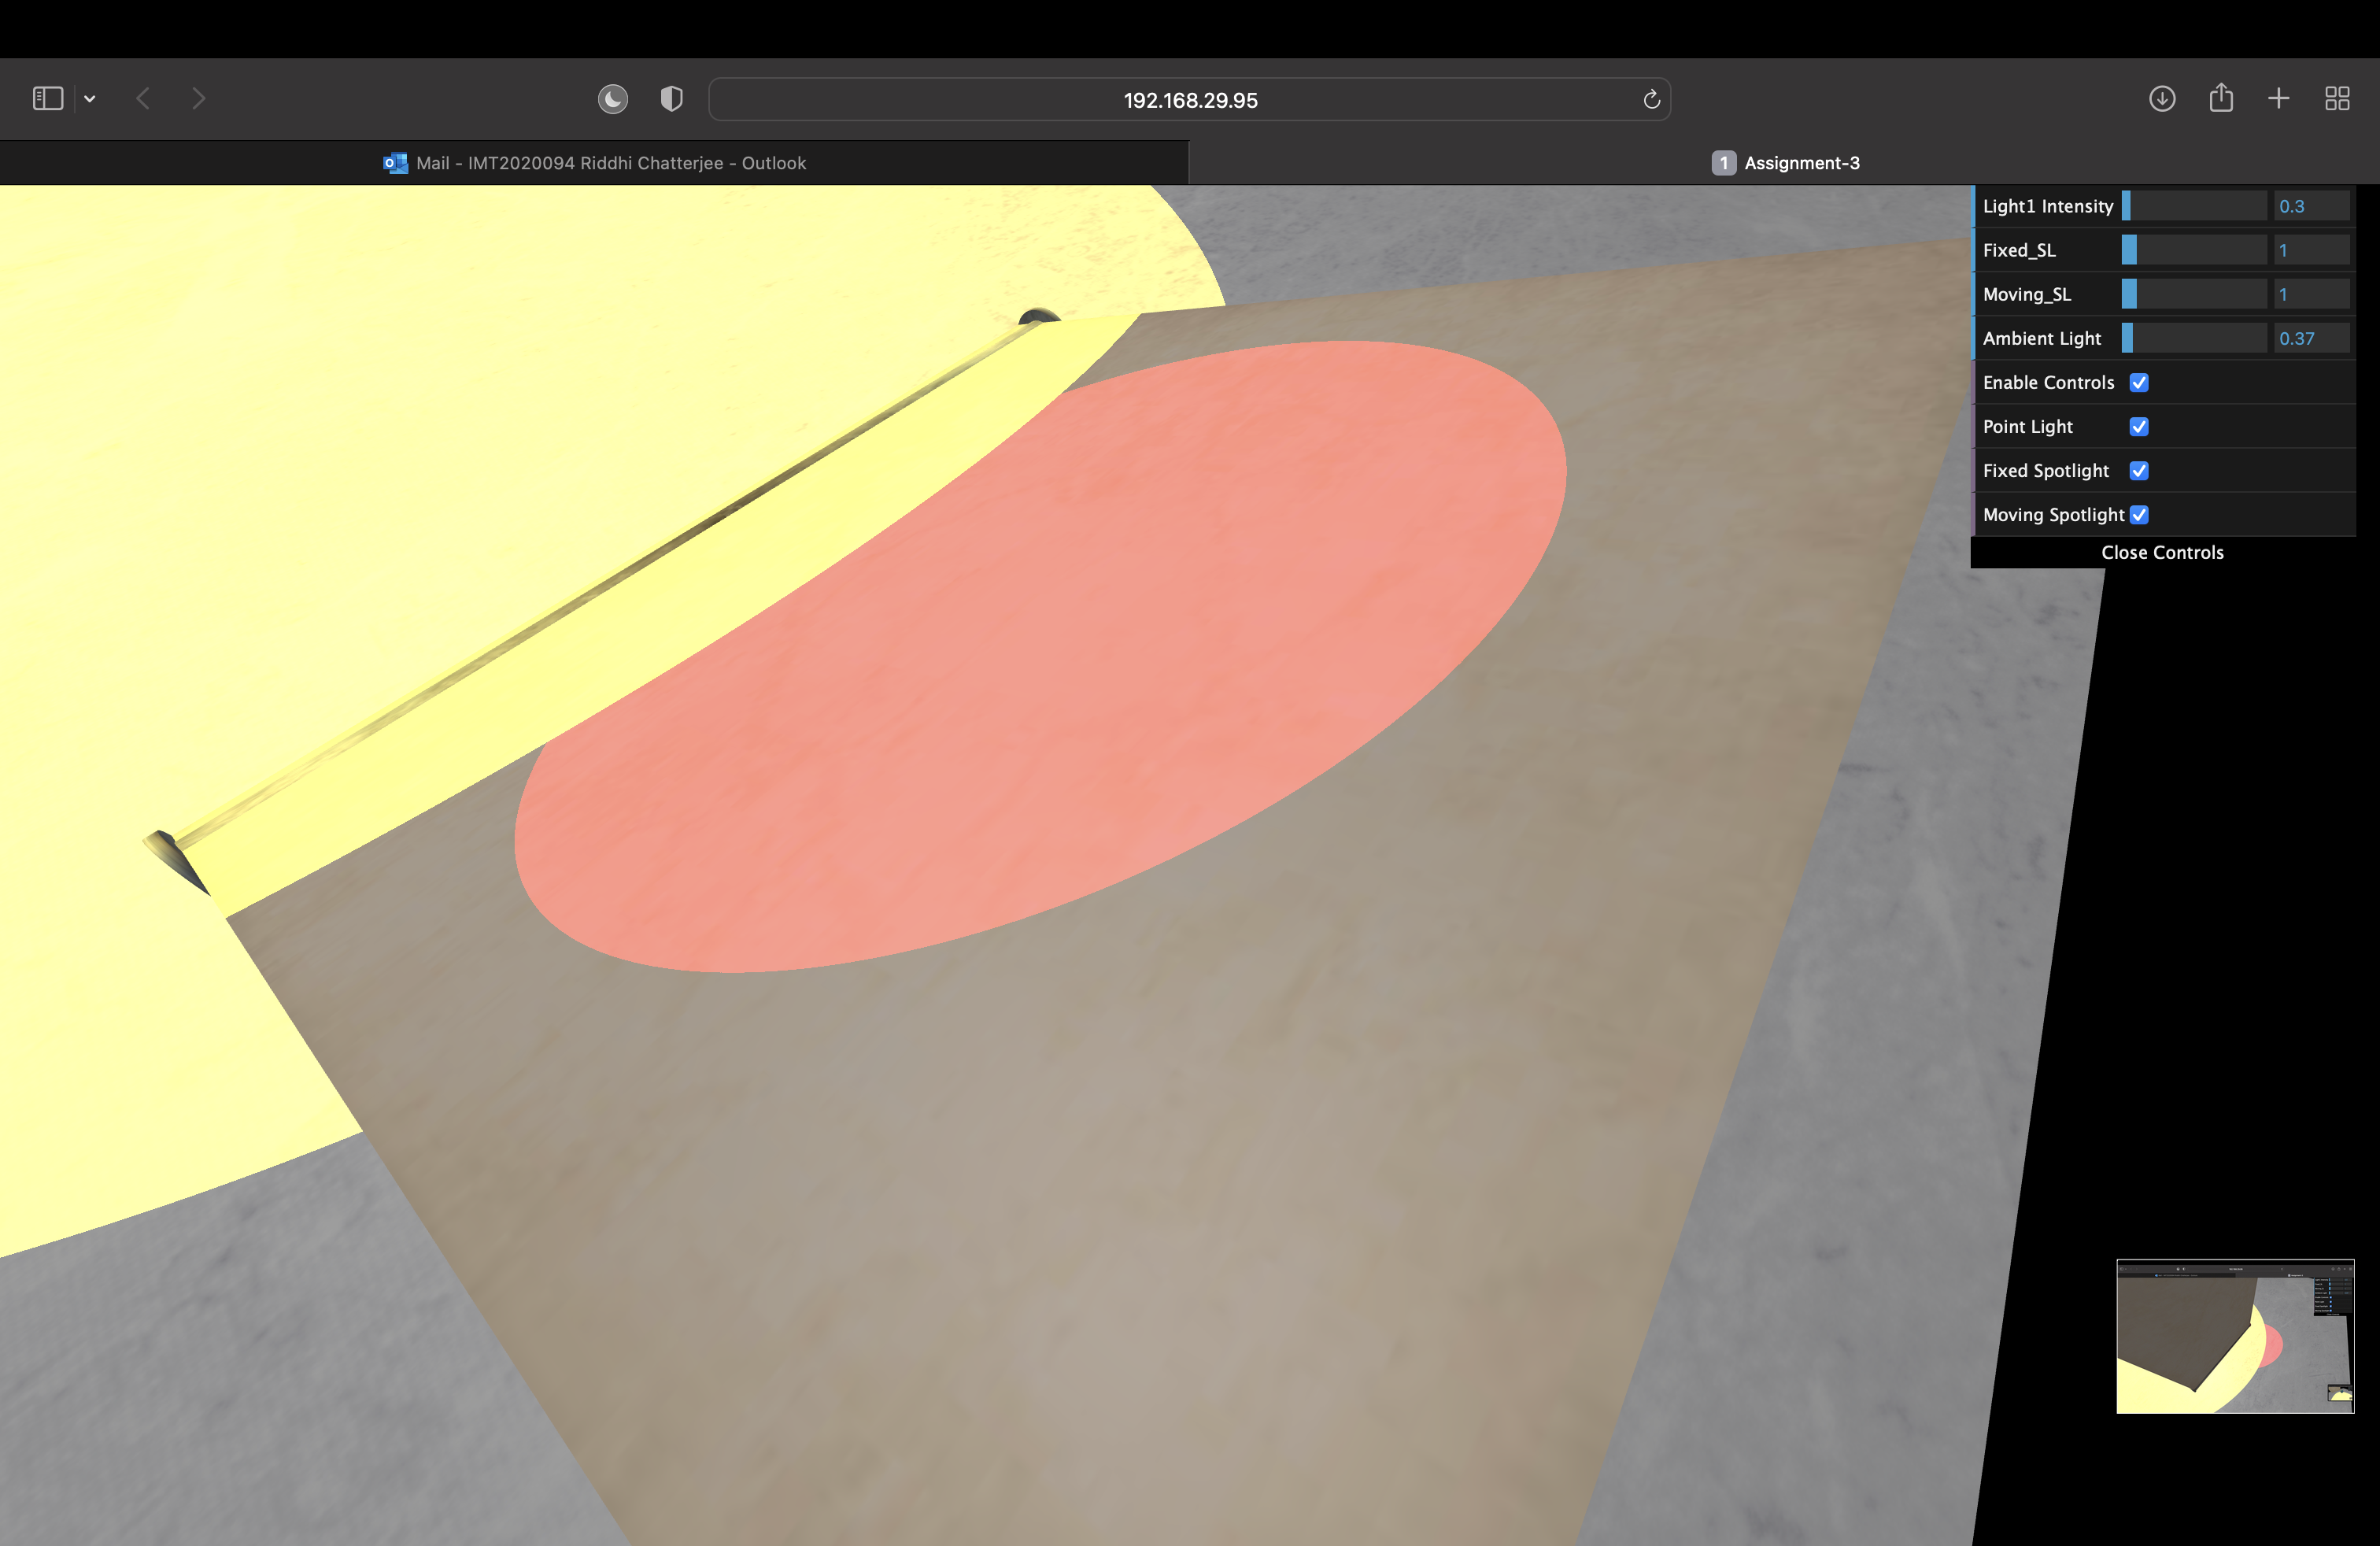 192.168.29.95
Mail - IMT2020094 Riddhi Chatterjee - Outlook
1 Assignment-3
Light1 Intensity 0.3
Fixed_SL 1
Moving_SL 1
Ambient Light 0.37
Enable Controls
Point Light
Fixed Spotlight
Moving Spotlight
Close Controls